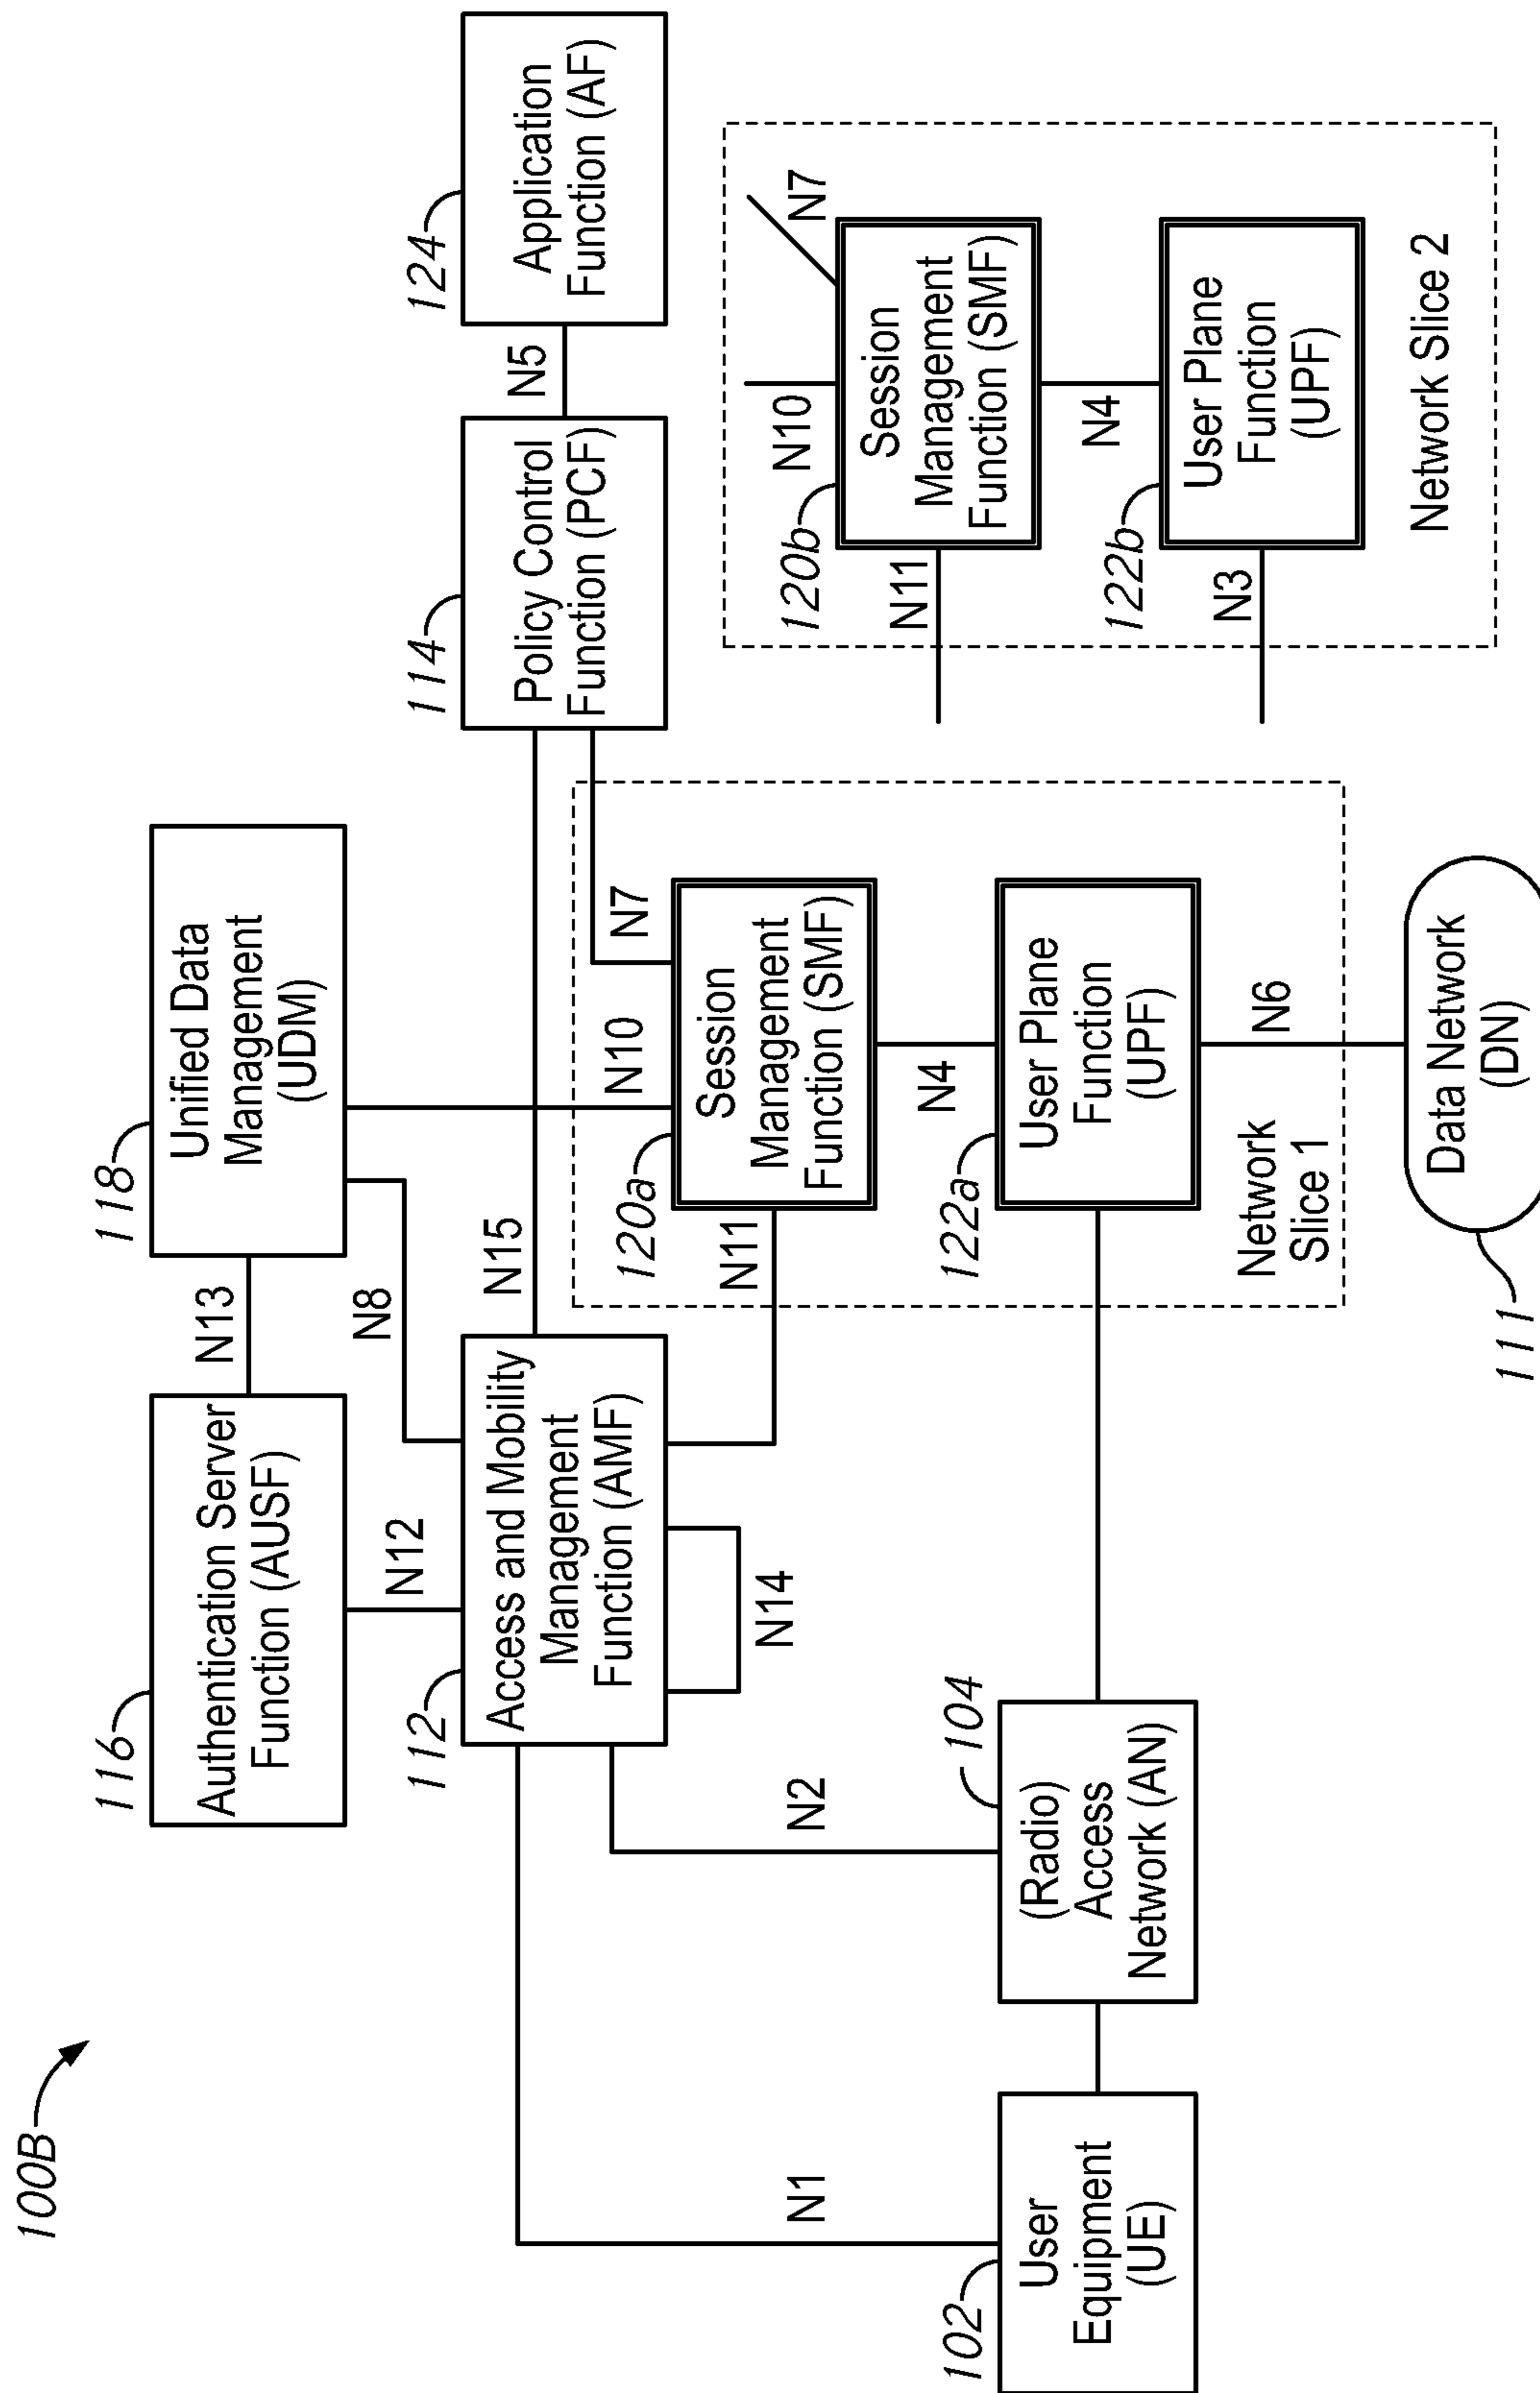 100B
116
Authentication Server
Function (AUSF)
N13
118
Unified Data
Management
(UDM)
N12
N8
112
Access and Mobility
Management
Function (AMF)
N15
114
Policy Control
Function (PCF)
N5
124
Application
Function (AF)
N14
N1
N2
N11
N10
N7
120a
Session
Management
Function (SMF)
N4
102
User
Equipment
(UE)
104
(Radio)
Access
Network (AN)
122a
User Plane
Function
(UPF)
Network
Slice 1
N6
111
Data Network
(DN)
N10
N7
120b
Session
Management
Function (SMF)
N11
N4
122b
User Plane
Function
(UPF)
N3
Network Slice 2